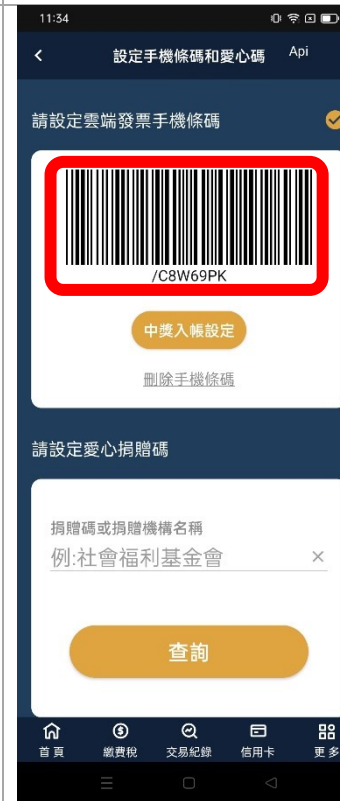 11:34
設定手機條碼和愛心碼 Api
請設定雲端發票手機條碼
/C8W69PK
中獎入帳設定
刪除手機條碼
請設定愛心捐贈碼
捐贈碼或捐贈機構名稱
例:社會福利基金會
查詢
首頁 繳費稅 交易紀錄 信用卡 更多